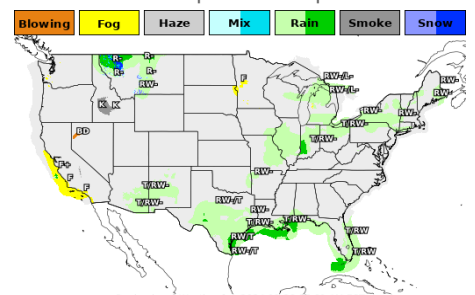 Blowing Fog Haze Mix Rain Smoke Snow
R- R-
R- R-
RW-
F
RW-/L-
RW-/L-
RW-
K K
RW-
RW-
BD
T/RW-
T/RW-
F+
F
F
RW-
T/RW-
RW-/T
RW-
T/RW-
T/RW-
RW/T
T/RW
RW-/T
T/RW